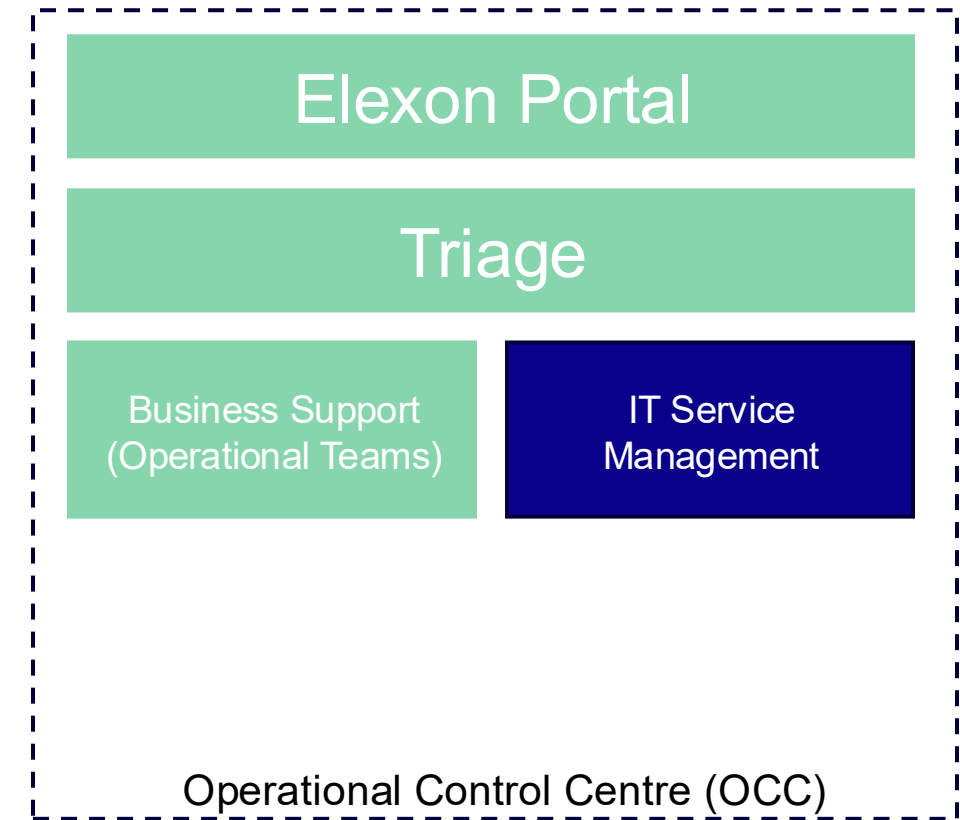 Elexon Portal
Triage
Business Support
(Operational Teams)
IT Service
Management
Operational Control Centre (OCC)